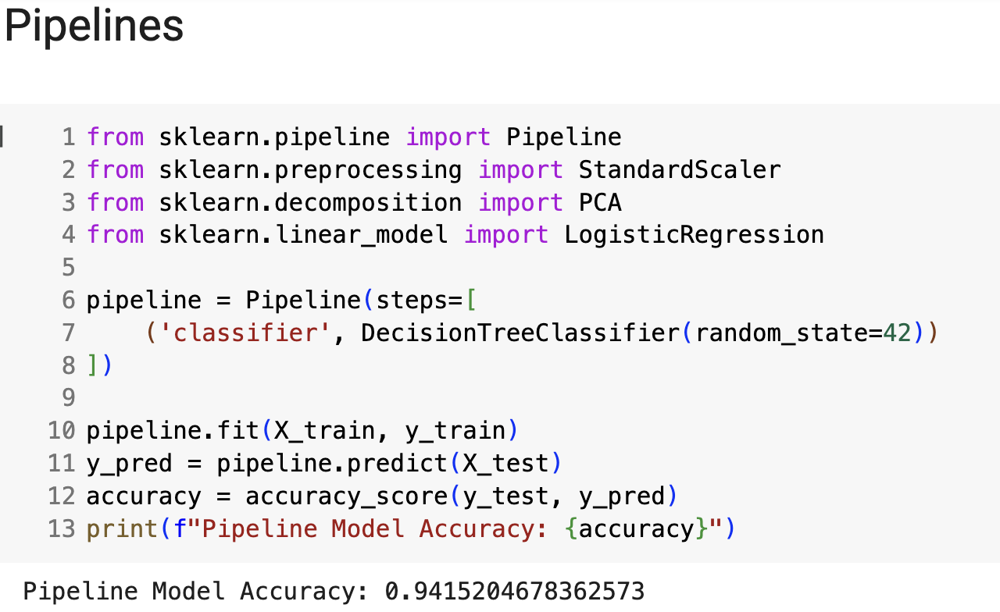 Pipelines
1 from sklearn.pipeline import Pipeline
2 from sklearn.preprocessing import StandardScaler
3 from sklearn.decomposition import PCA
4 from sklearn.linear_model import LogisticRegression
5
6 pipeline = Pipeline(steps=[
7     ('classifier', DecisionTreeClassifier(random_state=42))
8 ])
9
10 pipeline.fit(X_train, y_train)
11 y_pred = pipeline.predict(X_test)
12 accuracy = accuracy_score(y_test, y_pred)
13 print(f"Pipeline Model Accuracy: {accuracy}")
Pipeline Model Accuracy: 0.9415204678362573